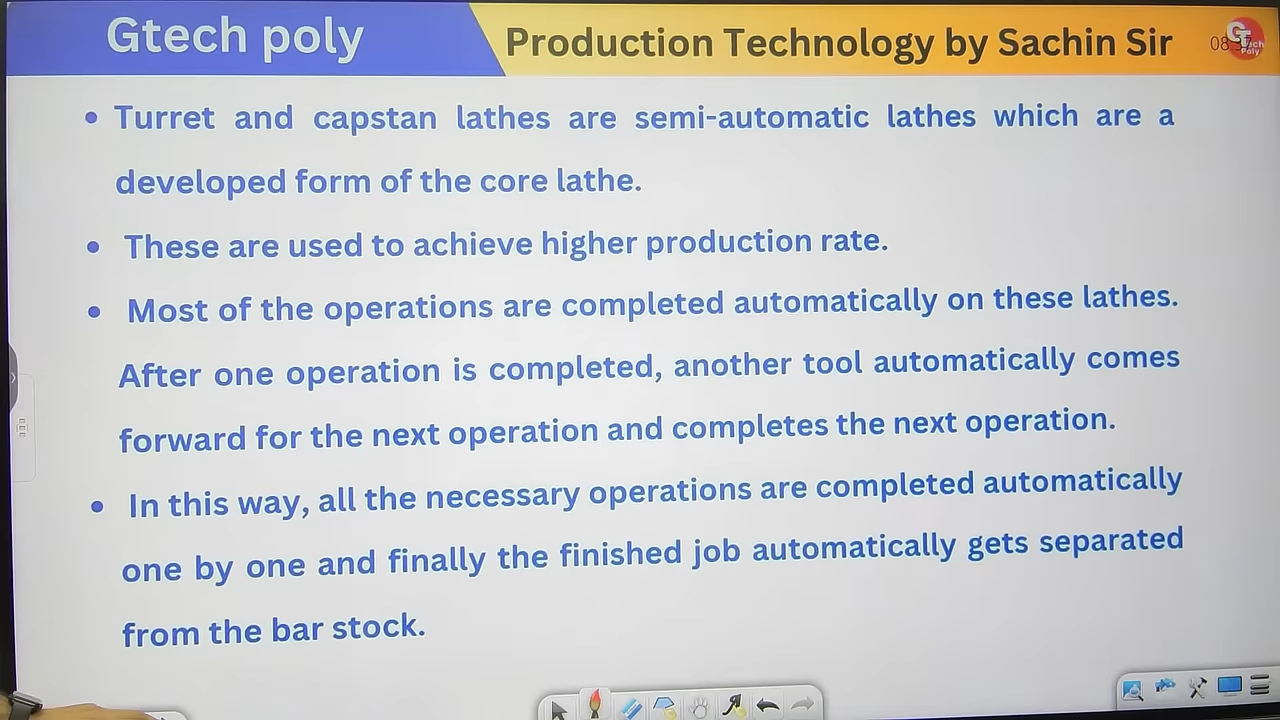 Gtech poly
Production Technology by Sachin Sir
• Turret and capstan lathes are semi-automatic lathes which are a
developed form of the core lathe.
• These are used to achieve higher production rate.
• Most of the operations are completed automatically on these lathes.
After one operation is completed, another tool automatically comes
forward for the next operation and completes the next operation.
• In this way, all the necessary operations are completed automatically
one by one and finally the finished job automatically gets separated
from the bar stock.